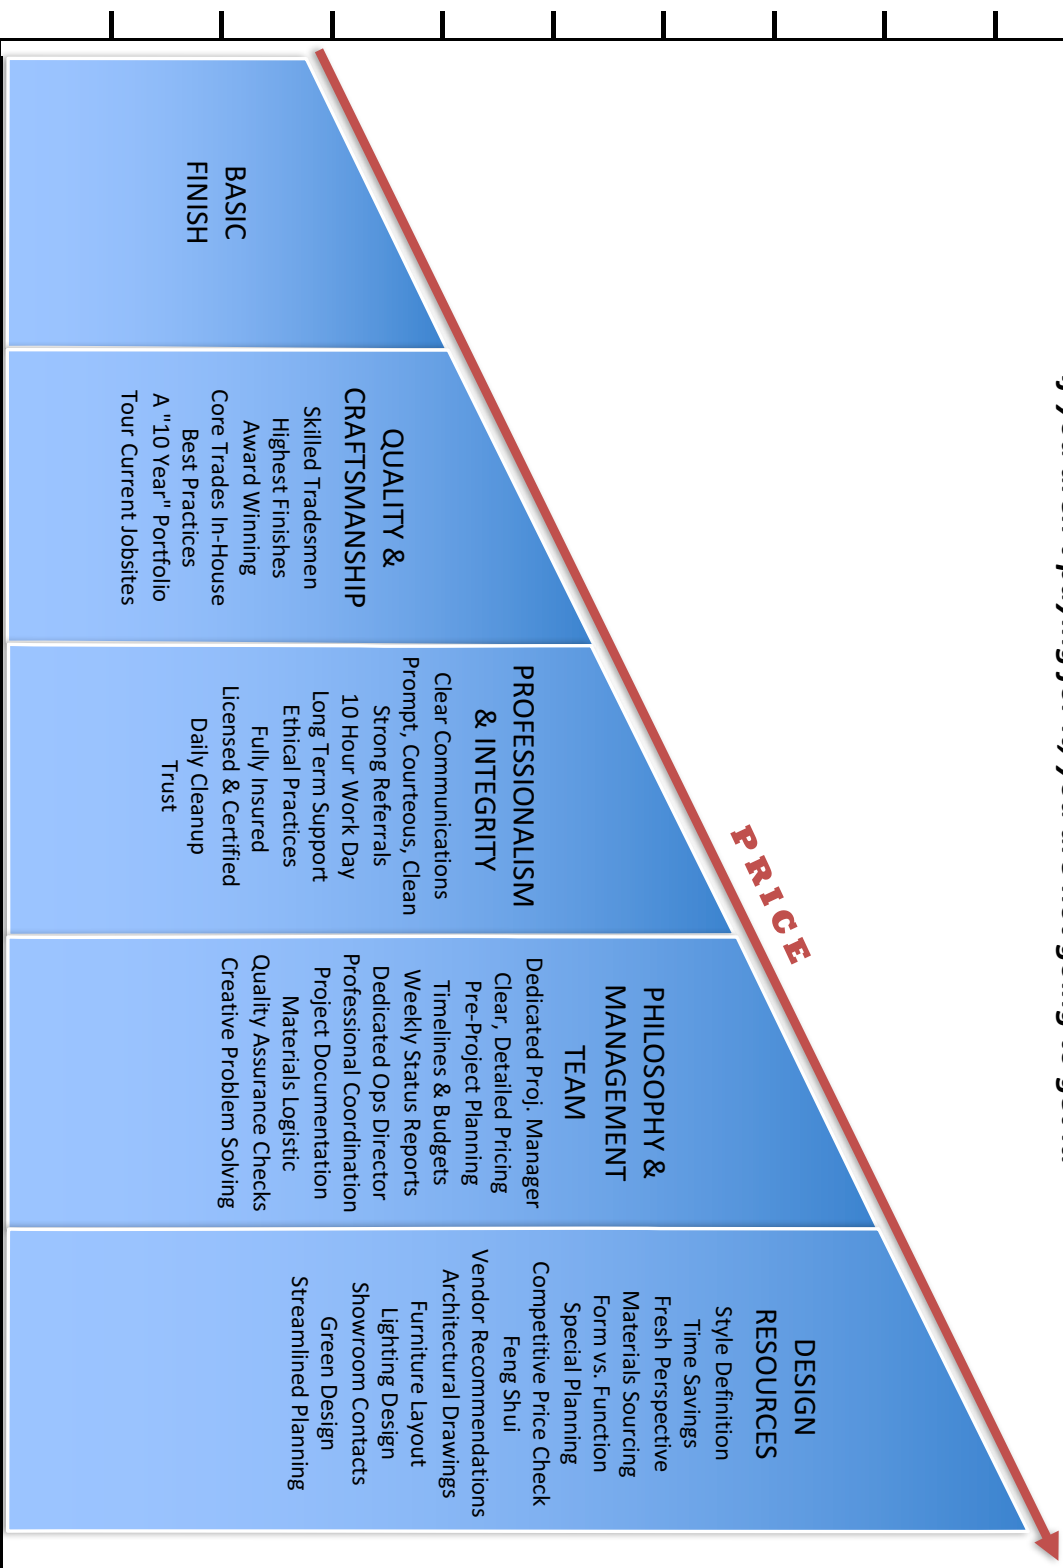 PRICE
BASIC
FINISH
QUALITY &
CRAFTSMANSHIP
Skilled Tradesmen
Highest Finishes
Award Winning
Core Trades In-House
Best Practices
A "10 Year" Portfolio
Tour Current Jobsites
PROFESSIONALISM
& INTEGRITY
Clear Communications
Prompt, Courteous, Clean
Strong Referrals
10 Hour Work Day
Long Term Support
Ethical Practices
Fully Insured
Licensed & Certified
Daily Cleanup
Trust
PHILOSOPHY &
MANAGEMENT
TEAM
Dedicated Proj. Manager
Clear, Detailed Pricing
Pre-Project Planning
Timelines & Budgets
Weekly Status Reports
Dedicated Ops Director
Professional Coordination
Project Documentation
Materials Logistic
Quality Assurance Checks
Creative Problem Solving
DESIGN
RESOURCES
Style Definition
Time Savings
Fresh Perspective
Materials Sourcing
Form vs. Function
Special Planning
Competitive Price Check
Feng Shui
Vendor Recommendations
Architectural Drawings
Furniture Layout
Lighting Design
Showroom Contacts
Green Design
Streamlined Planning